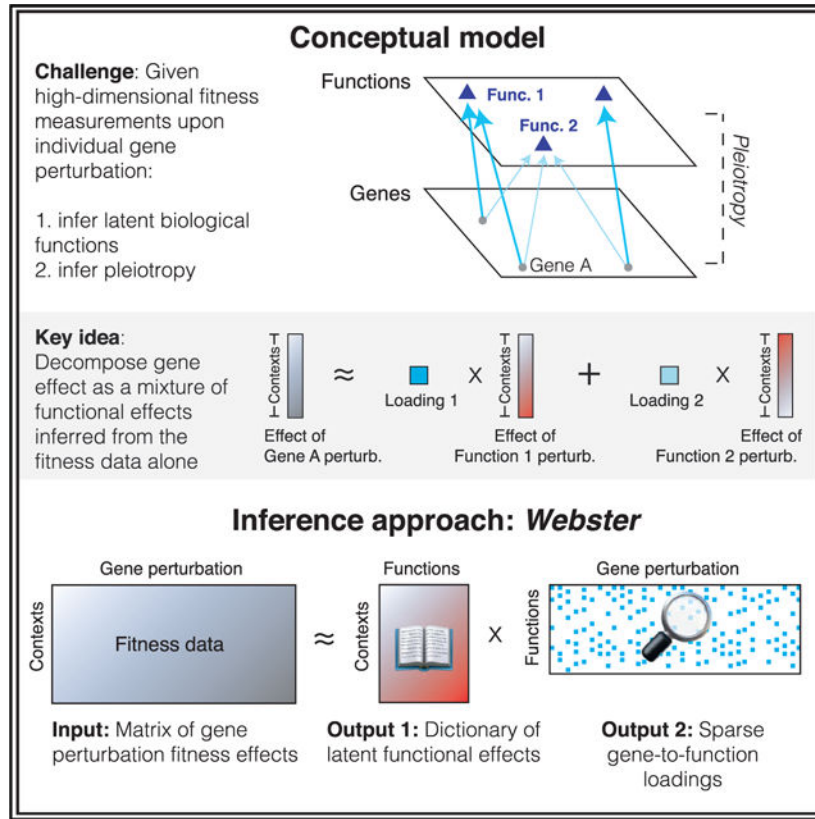 Conceptual model
Challenge: Given
high-dimensional fitness
measurements upon
individual gene
perturbation:
1. infer latent biological
functions
2. infer pleiotropy
Functions
Func. 1
Func. 2
Genes
Gene A
Pleiotropy
Key idea:
Decompose gene
effect as a mixture of
functional effects
inferred from the
fitness data alone
Contexts
Effect of
Gene A perturb.
≈
Loading 1
X
Contexts
Effect of
Function 1 perturb.
+
Loading 2
X
Contexts
Effect of
Function 2 perturb.
Inference approach: Webster
Gene perturbation
Contexts
Fitness data
Input: Matrix of gene
perturbation fitness effects
≈
Functions
Contexts
Output 1: Dictionary of
latent functional effects
X
Gene perturbation
Functions
Output 2: Sparse
gene-to-function
loadings